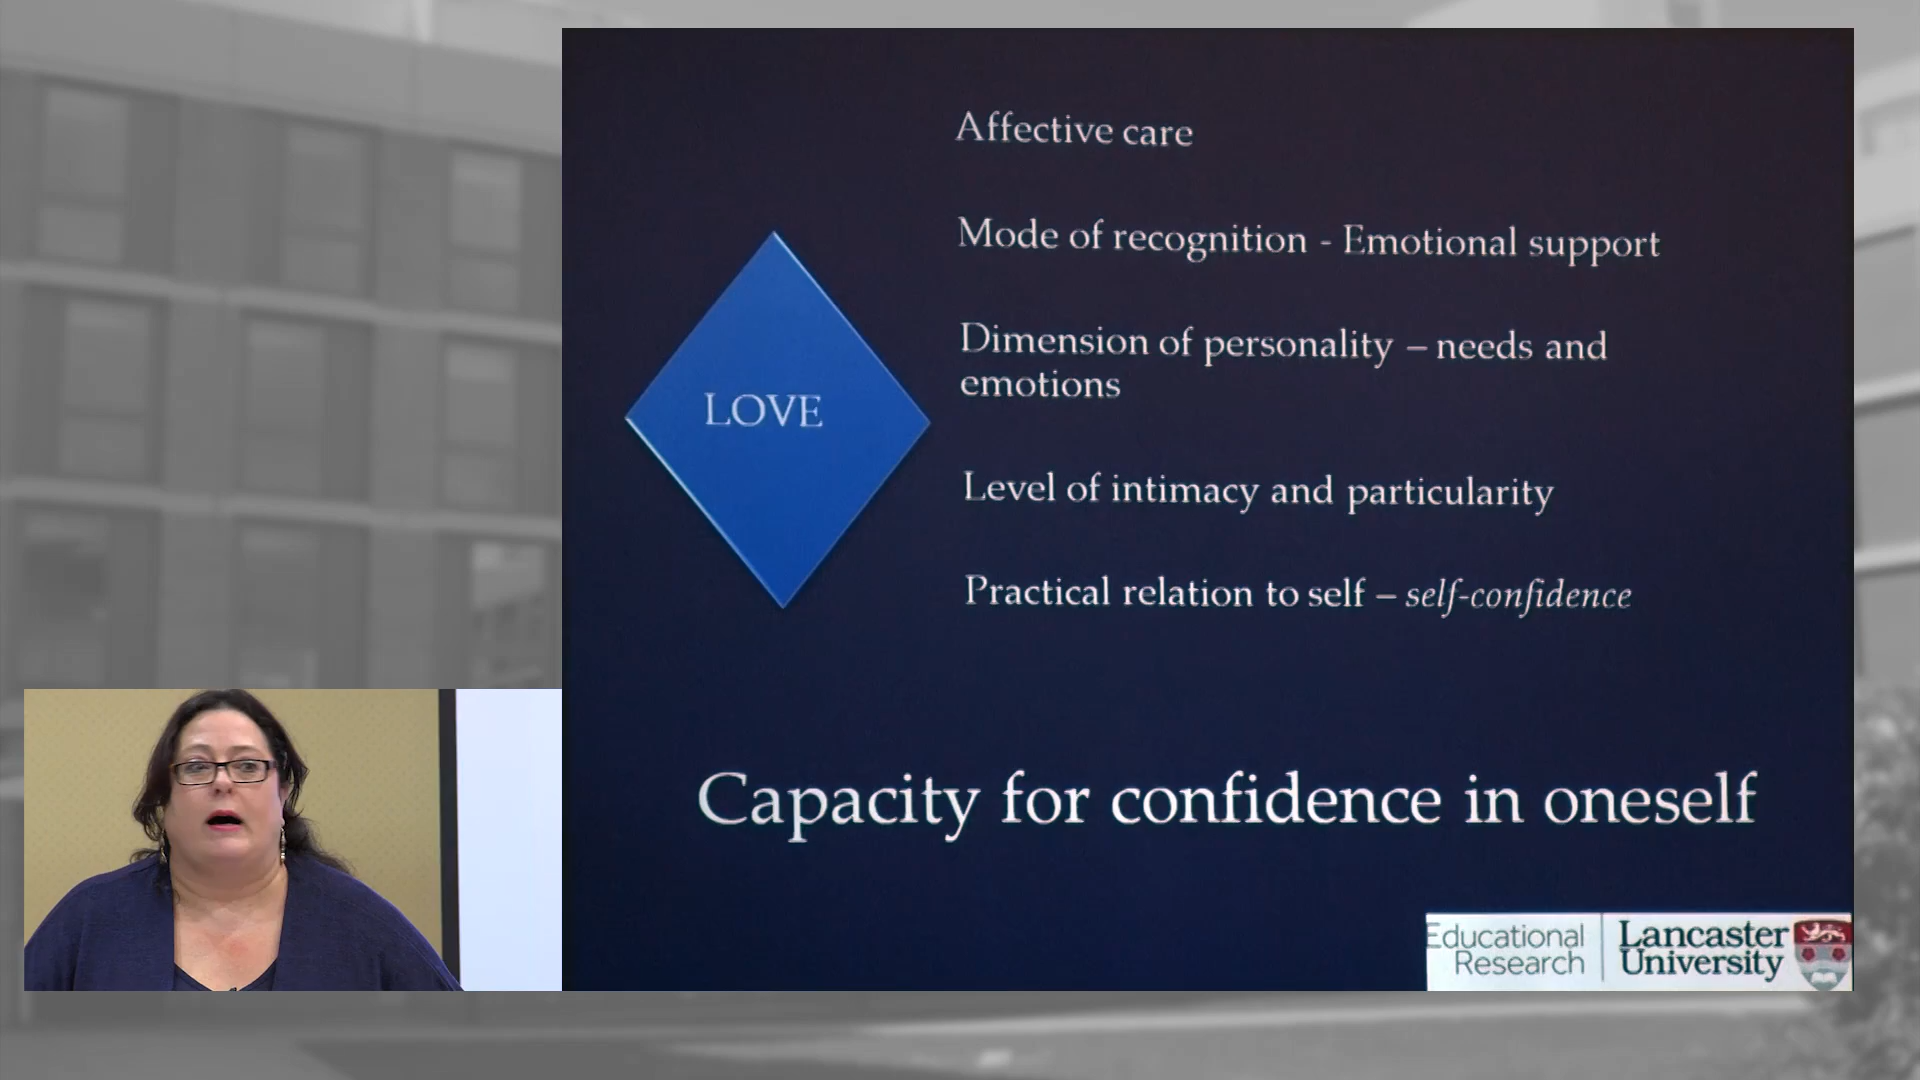 Affective care
Mode of recognition - Emotional support
Dimension of personality – needs and
emotions
LOVE
Level of intimacy and particularity
Practical relation to self – self-confidence
Capacity for confidence in oneself
Educational
Research
Lancaster
University